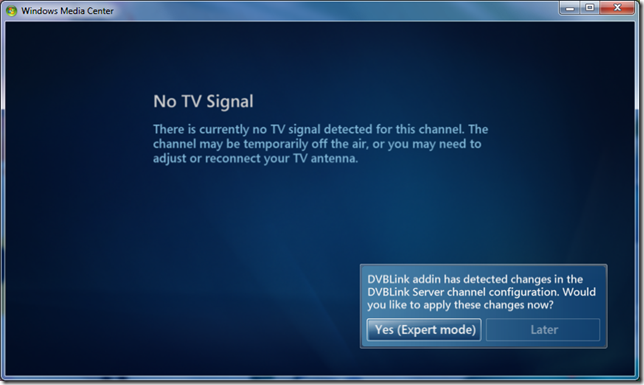 Windows Media Center
No TV Signal
There is currently no TV signal detected for this channel. The
channel may be temporarily off the air, or you may need to
adjust or reconnect your TV antenna.
DVBLink addin has detected changes in the
DVBLink Server channel configuration. Would
you like to apply these changes now?
Yes (Expert mode)
Later